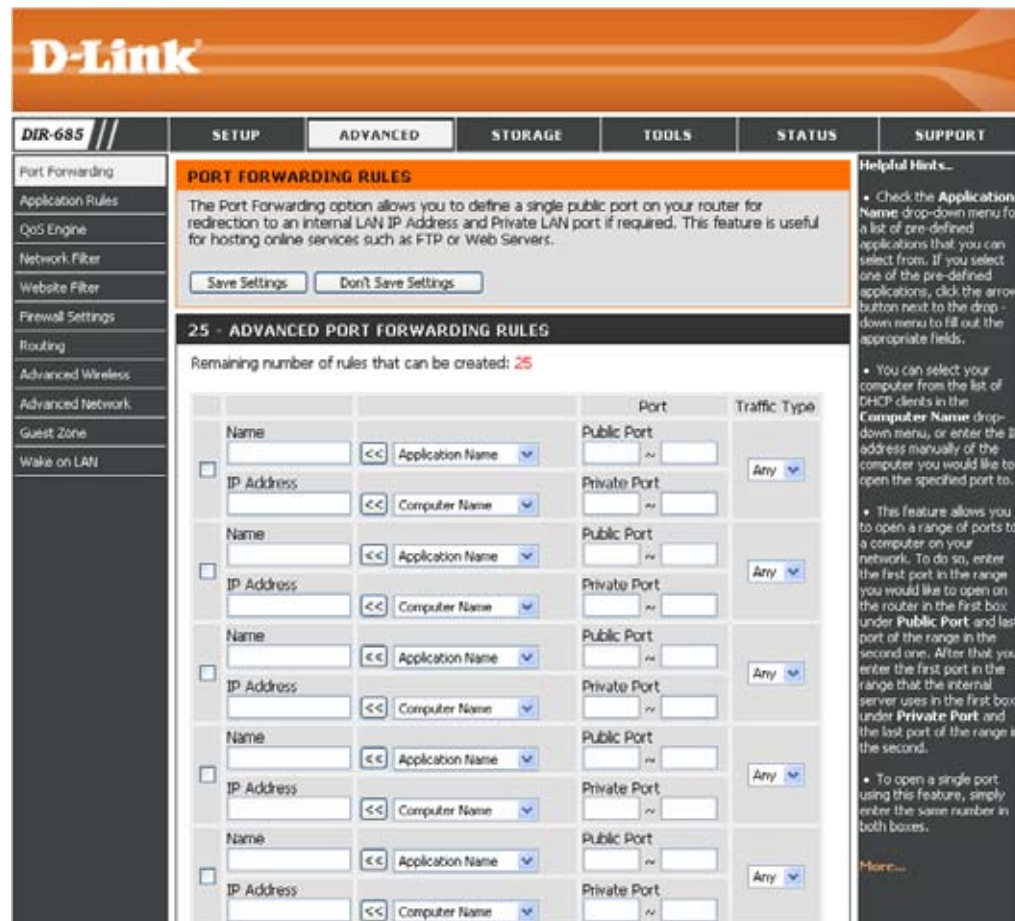 D-Link
DIR-685 SETUP ADVANCED STORAGE TOOLS STATUS SUPPORT
Port Forwarding
Application Rules
QoS Engine
Network Filter
Website Filter
Firewall Settings
Routing
Advanced Wireless
Advanced Network
Guest Zone
Wake on LAN
PORT FORWARDING RULES
The Port Forwarding option allows you to define a single public port on your router for
redirection to an internal LAN IP Address and Private LAN port if required. This feature is useful
for hosting online services such as FTP or Web Servers.
Save Settings Don't Save Settings
25 - ADVANCED PORT FORWARDING RULES
Remaining number of rules that can be created: 25
Port Traffic Type
Name Public Port
<< Application Name ~
Any
IP Address Private Port
<< Computer Name ~
Name Public Port
<< Application Name ~
Any
IP Address Private Port
<< Computer Name ~
Name Public Port
<< Application Name ~
Any
IP Address Private Port
<< Computer Name ~
Name Public Port
<< Application Name ~
Any
IP Address Private Port
<< Computer Name ~
Name Public Port
<< Application Name ~
Any
IP Address Private Port
<< Computer Name ~
Helpful Hints...
• Check the Application
Name drop-down menu fo
a list of pre-defined
applications that you can
select from. If you select
one of the pre-defined
applications, click the arrow
button next to the drop -
down menu to fill out the
appropriate fields.
• You can select your
computer from the list of
DHCP clients in the
Computer Name drop-
down menu, or enter the I
address manually of the
computer you would like to
open the specified port to.
• This feature allows you
to open a range of ports to
a computer on your
network. To do so, enter
the first port in the range
you would like to open on
the router in the first box
under Public Port and las
port of the range in the
second one. After that you
enter the first port in the
range that the internal
server uses in the first box
under Private Port and
the last port of the range i
the second.
• To open a single port
using this feature, simply
enter the same number in
both boxes.
More...